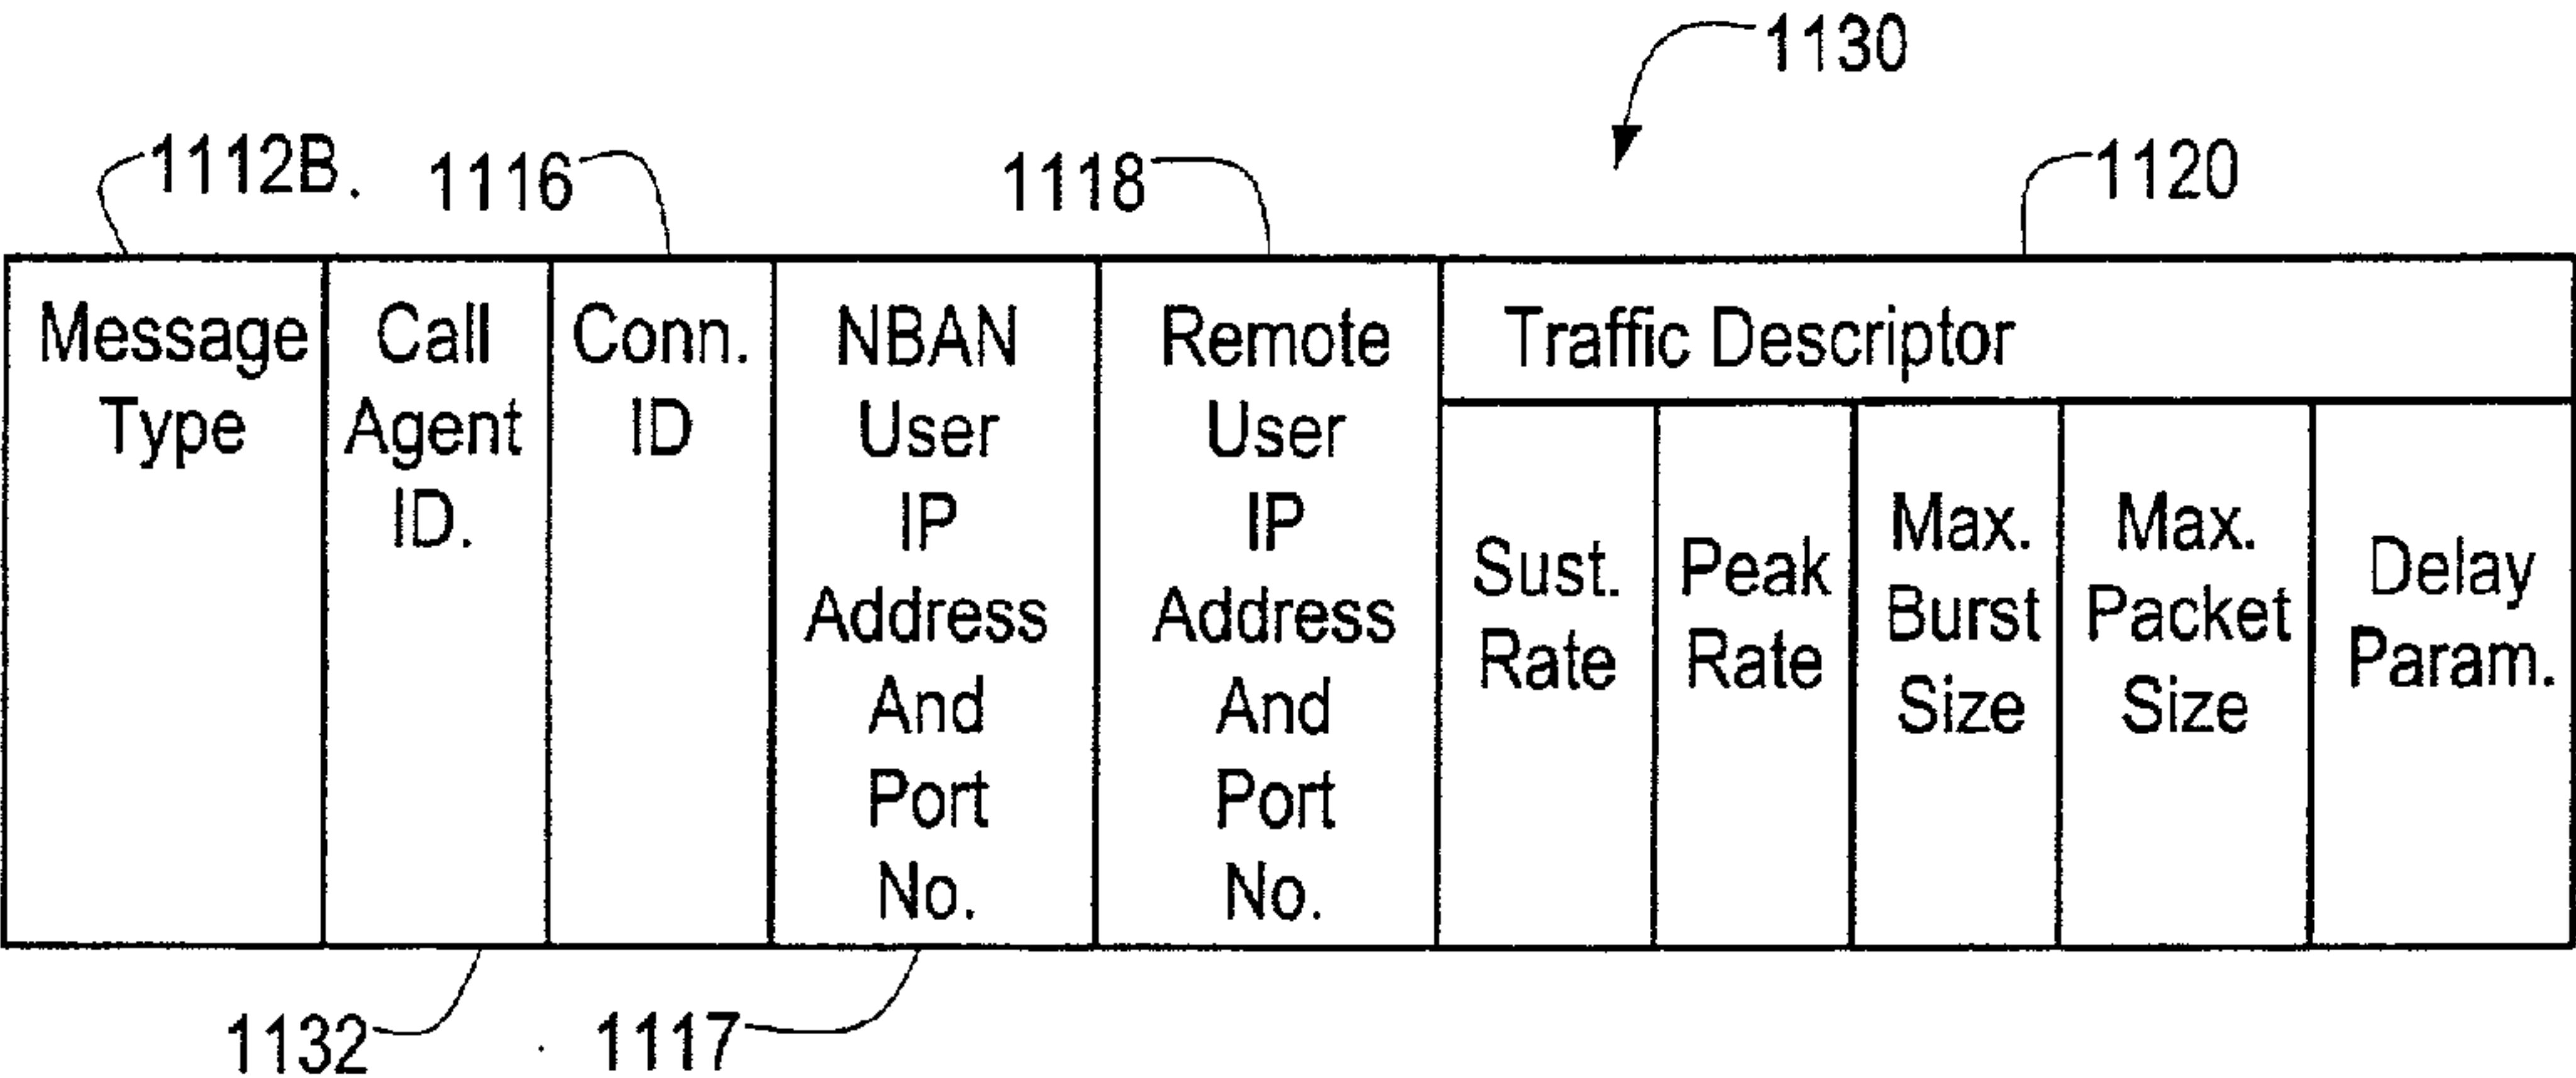 1130
1112B.
1116
1118
1120
Message
Type
Call
Agent
ID.
Conn.
ID
NBAN
User
IP
Address
And
Port
No.
Remote
User
IP
Address
And
Port
No.
Traffic Descriptor
Sust.
Rate
Peak
Rate
Max.
Burst
Size
Max.
Packet
Size
Delay
Param.
1132
1117